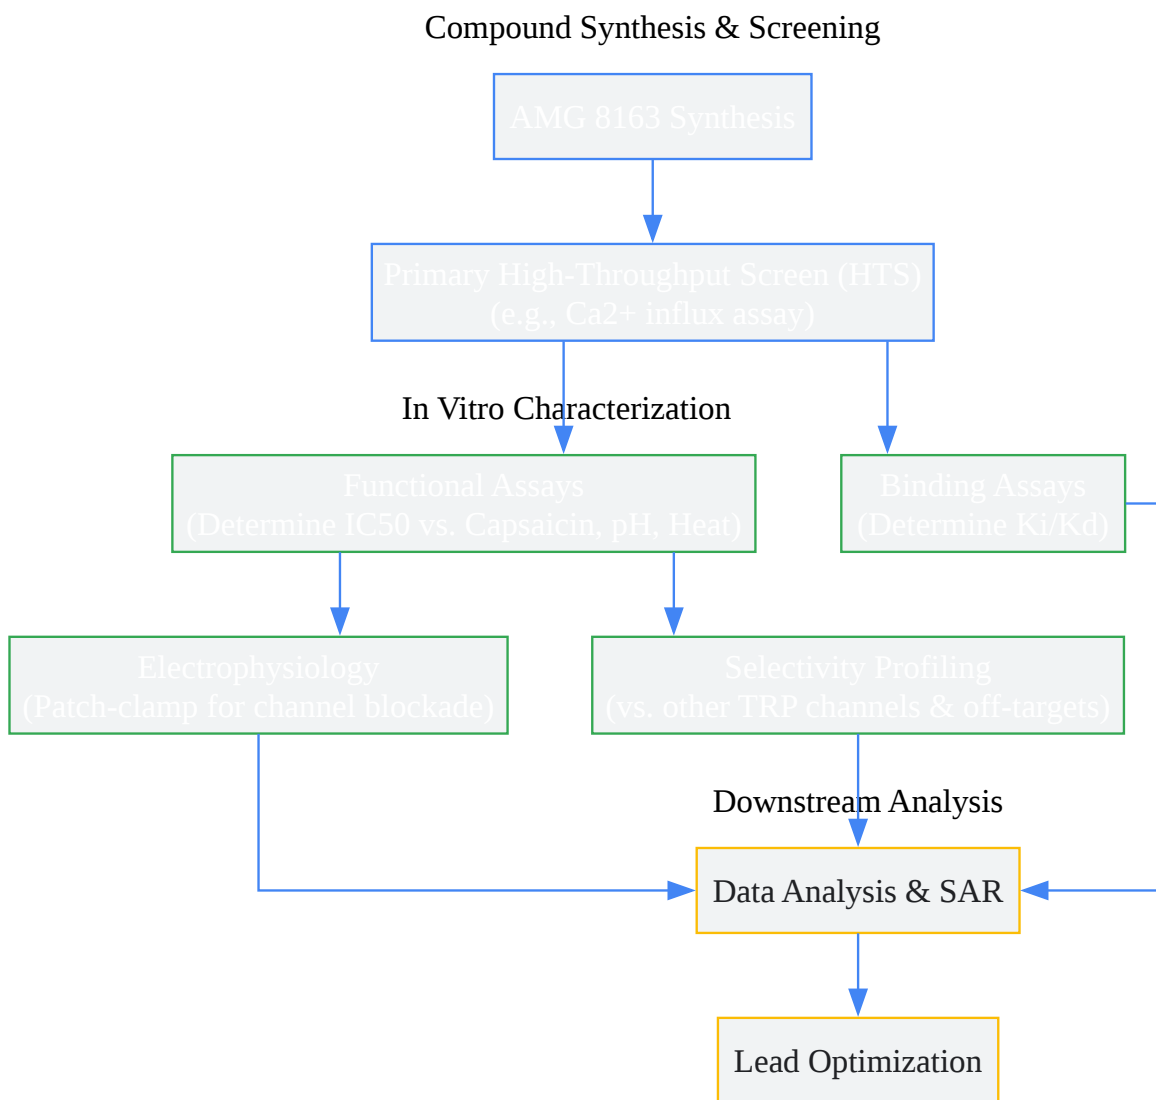 Compound Synthesis & Screening
AMG 8163 Synthesis
Primary High-Throughput Screen (HTS)
(e.g., Ca2+ influx assay)
In Vitro Characterization
Functional Assays
(Determine IC50 vs. Capsaicin, pH, Heat)
Binding Assays
(Determine Ki/Kd)
Electrophysiology
(Patch-clamp for channel blockade)
Selectivity Profiling
(vs. other TRP channels & off-targets)
Downstream Analysis
Data Analysis & SAR
Lead Optimization